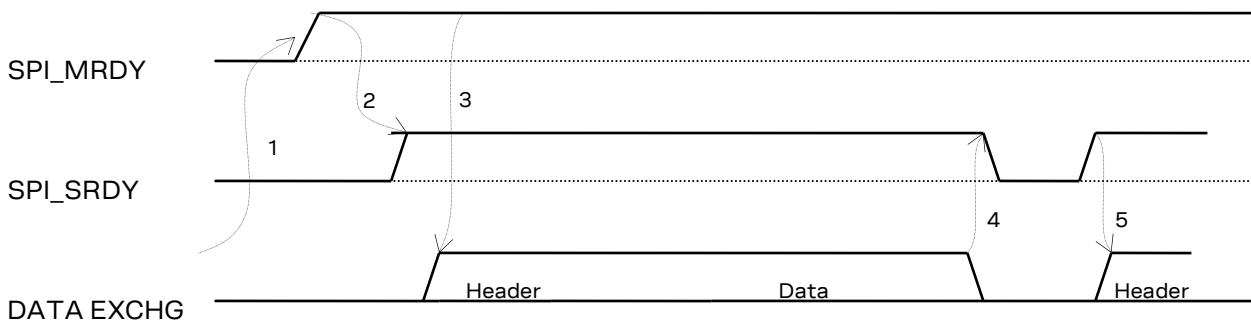 SPI_MRDY
2
3
1
SPI_SRDY
4
5
Header
Data
Header
DATA EXCHG